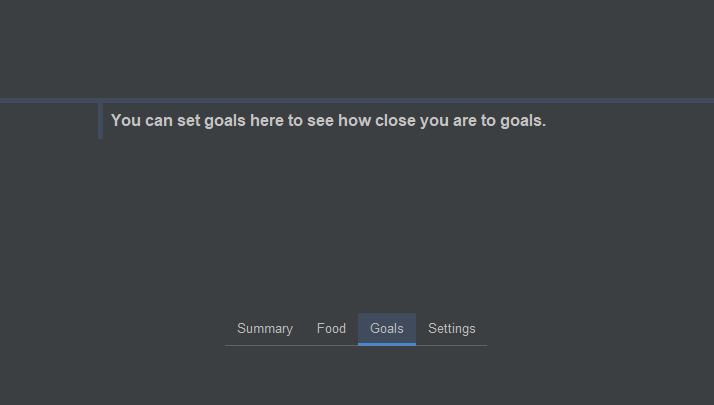 You can set goals here to see how close you are to goals.
Summary Food Goals Settings